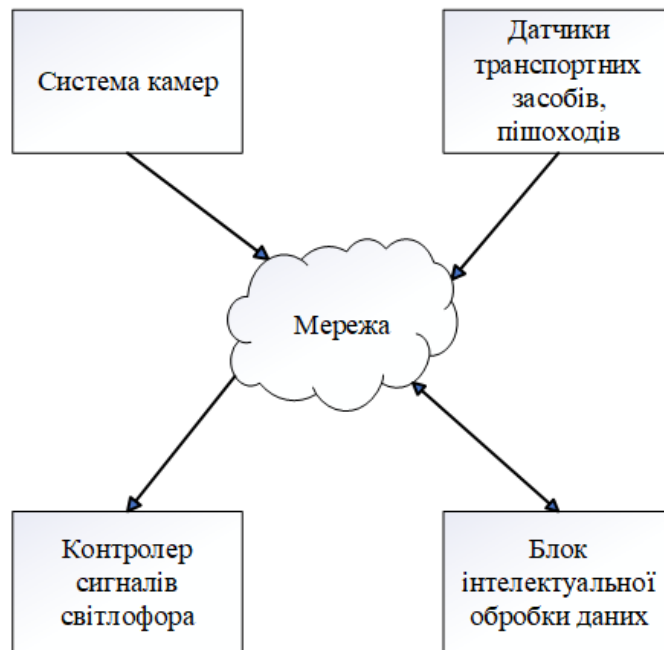 Система камер
Датчики
транспортних
засобів,
пішоходів
Мережа
Контролер
сигналів
світлофора
Блок
інтелектуальної
обробки даних